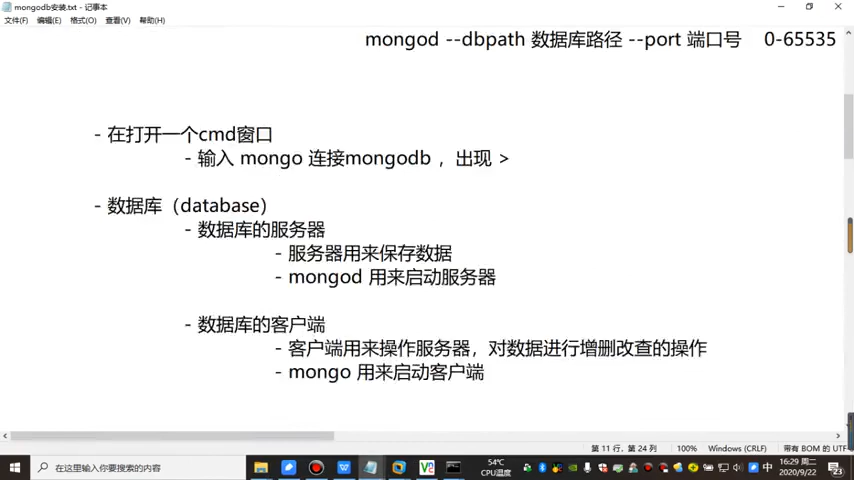 mongodb安装.txt - 记事本
文件(F) 编辑(E) 格式(O) 查看(V) 帮助(H)
mongod --dbpath 数据库路径 --port 端口号 0-65535
- 在打开一个cmd窗口
- 输入 mongo 连接mongodb ，出现 >
- 数据库（database）
- 数据库的服务器
- 服务器用来保存数据
- mongod 用来启动服务器
- 数据库的客户端
- 客户端用来操作服务器，对数据进行增删改查的操作
- mongo 用来启动客户端
第 11 行，第 24 列 100% Windows (CRLF) 带有 BOM 的 UTF
在这里输入你要搜索的内容
54℃
CPU温度
中
16:29 周二
2020/9/22
23